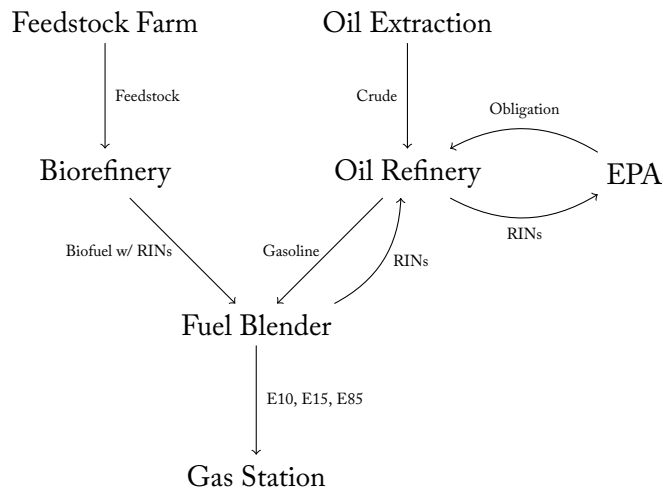 Feedstock Farm
Oil Extraction
Feedstock
Crude
Obligation
Biorefinery
Oil Refinery
EPA
Biofuel w/ RINs
Gasoline
RINs
RINs
Fuel Blender
E10, E15, E85
Gas Station